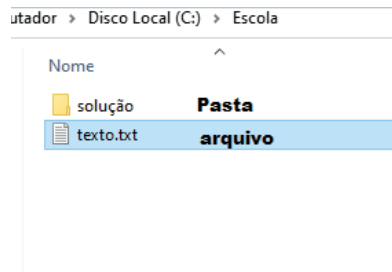 utador > Disco Local (C:) > Escola
Nome
solução Pasta
texto.txt arquivo